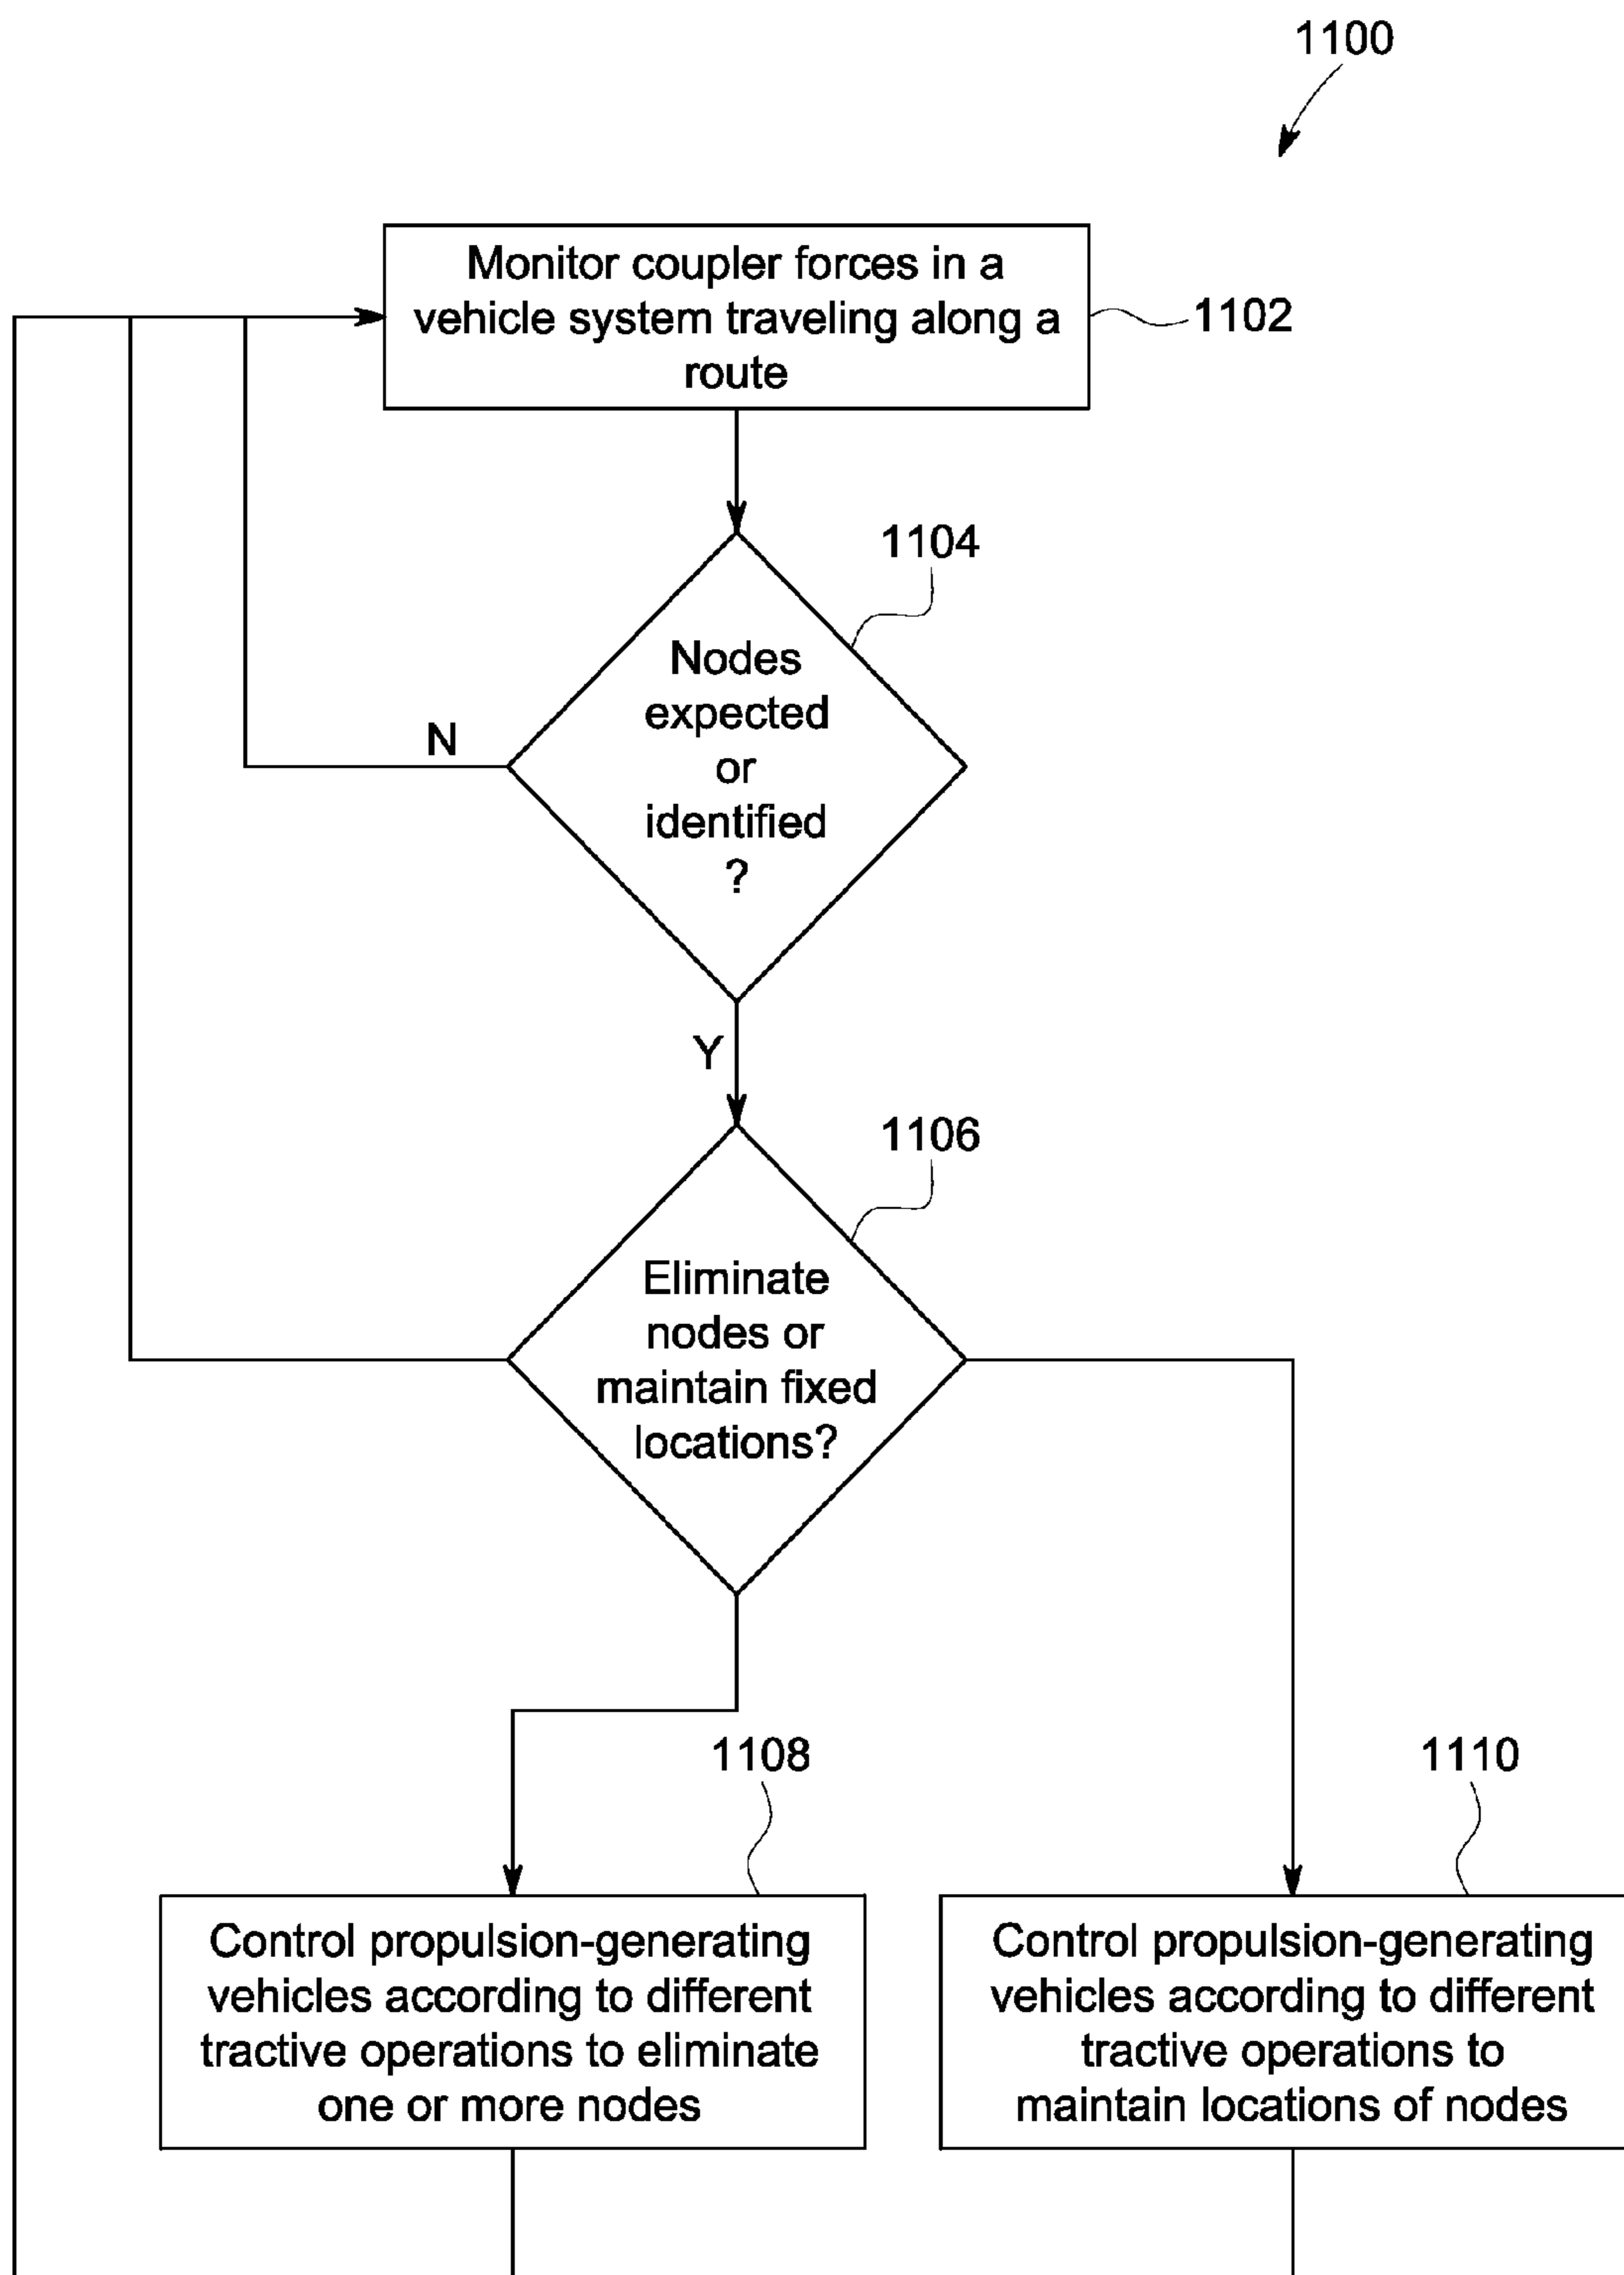 1100
Monitor coupler forces in a
vehicle system traveling along a
route
1102
1104
Nodes
expected
or
identified
?
N
Y
1106
Eliminate
nodes or
maintain fixed
locations?
1108
1110
Control propulsion-generating
vehicles according to different
tractive operations to eliminate
one or more nodes
Control propulsion-generating
vehicles according to different
tractive operations to
maintain locations of nodes